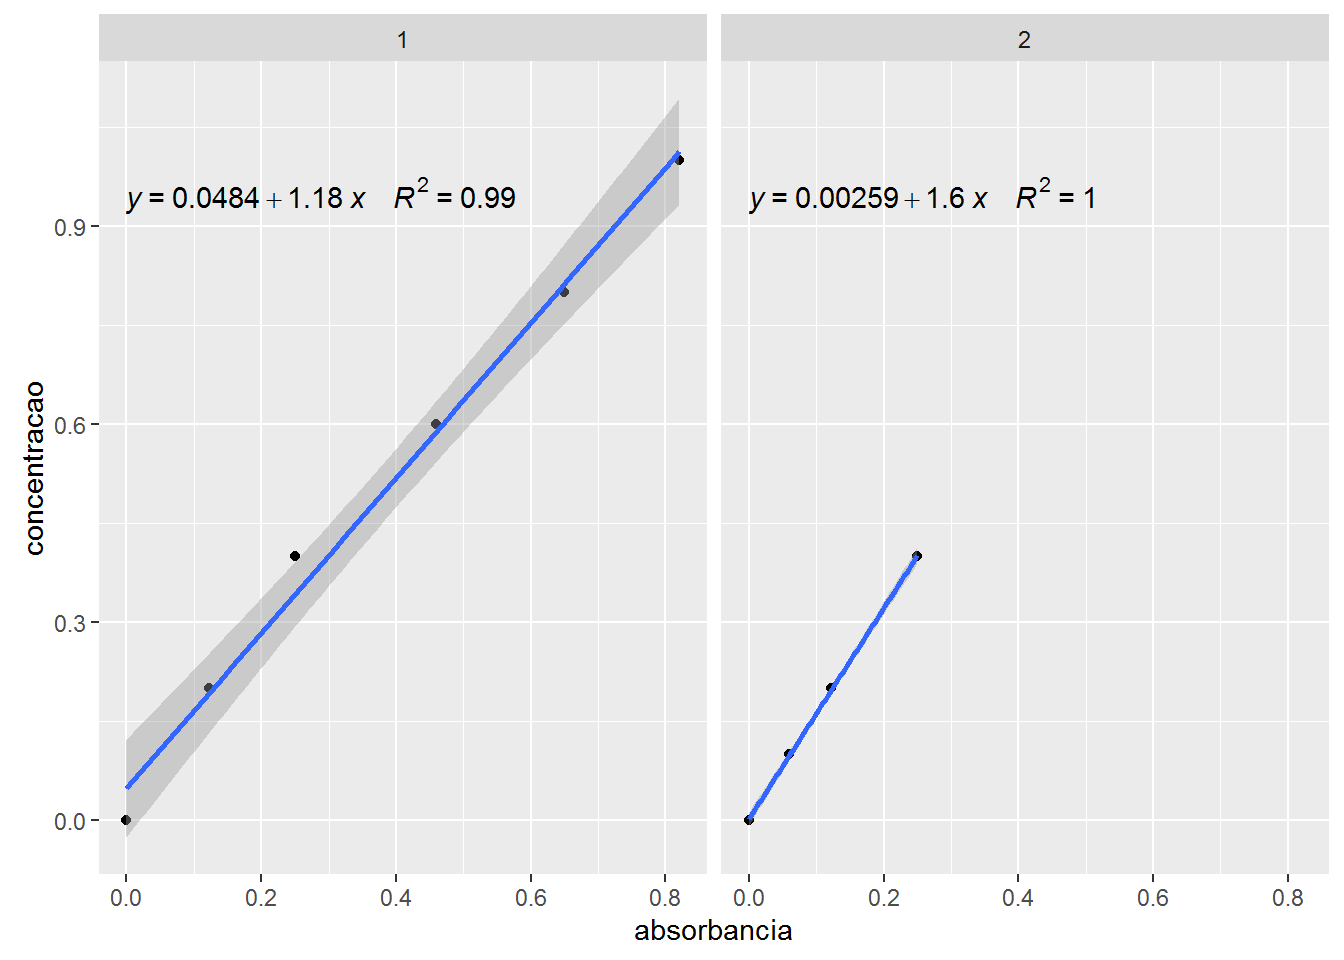 1
2
y = 0.0484 + 1.18 x R² = 0.99
y = 0.00259 + 1.6 x R² = 1
0.9
0.6
0.3
0.0
concentracao
0.0 0.2 0.4 0.6 0.8
0.0 0.2 0.4 0.6 0.8
absorbancia